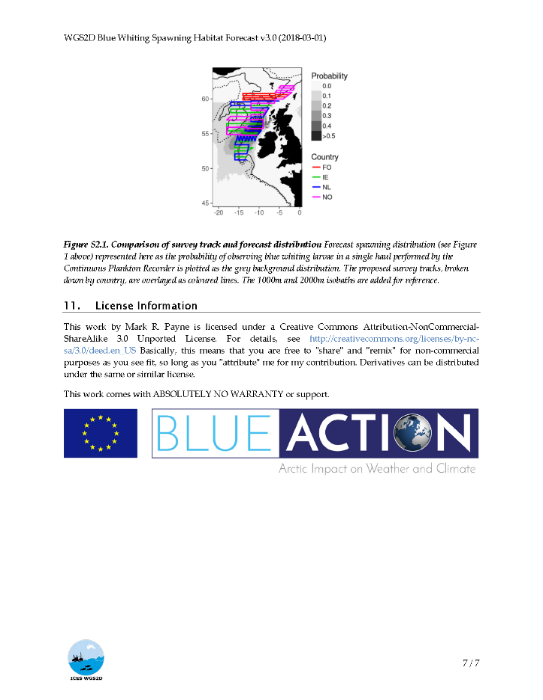 WGS2D Blue Whiting Spawning Habitat Forecast v3.0 (2018-03-01)
Probability
0.0
0.1
0.2
0.3
0.4
>0.5
Country
FO
IE
NL
NO
60
55
50
45
-20 -15 -10 -5 0
Figure S2.1. Comparison of survey track and forecast distribution Forecast spawning distribution (see Figure
1 above) represented here as the probability of observing blue whiting larvae in a single haul performed by the
Continuous Plankton Recorder is plotted as the grey background distribution. The proposed survey tracks, broken
down by country, are overlayed as coloured lines. The 1000m and 2000m isobaths are added for reference.
11. License Information
This work by Mark R. Payne is licensed under a Creative Commons Attribution-NonCommercial-
ShareAlike 3.0 Unported License. For details, see http://creativecommons.org/licenses/by-nc-
sa/3.0/deed.en_US Basically, this means that you are free to "share" and "remix" for non-commercial
purposes as you see fit, so long as you "attribute" me for my contribution. Derivatives can be distributed
under the same or similar license.
This work comes with ABSOLUTELY NO WARRANTY or support.
BLUE ACTION
Arctic Impact on Weather and Climate
ICES WGS2D
7 / 7